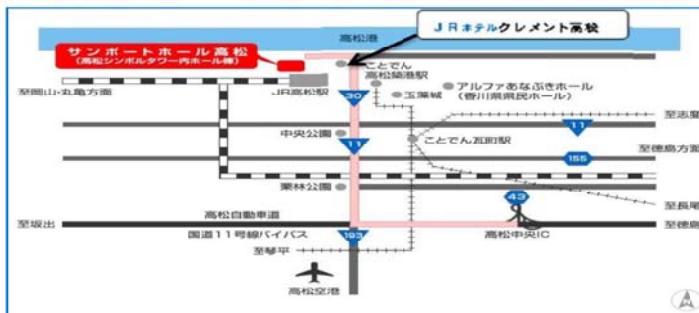 高松港
JRホテルクレメント高松
サンポートホール高松
(高松シンボルタワー内ホール棟)
ことでん
高松築港駅
至岡山・丸亀方面
JR高松駅
30
玉藻城
アルファあなぶきホール
(香川県県民ホール)
至志度
中央公園
11
ことでん瓦町駅
11
155
至徳島方面
栗林公園
43
至長尾
高松自動車道
至坂出
国道11号線バイパス
193
高松中央IC
至徳島
至琴平
高松空港